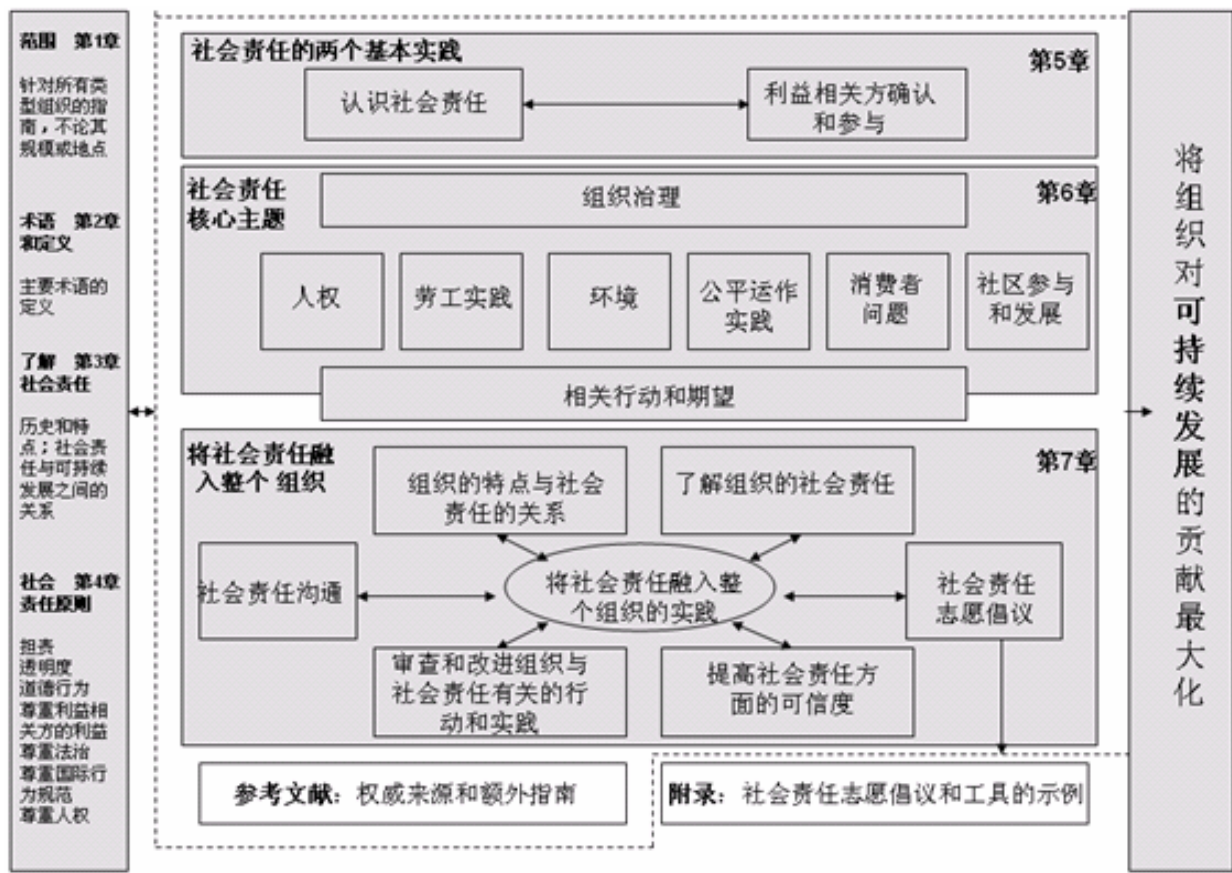 范围 第1章
针对所有类
型组织的指
南，不论其
规模或地点
术语 第2章
和定义
主要术语的
定义
了解 第3章
社会责任
历史和特
点；社会责
任与可持续
发展之间的
关系
社会 第4章
责任原则
担责
透明度
道德行为
尊重利益相
关方的利益
尊重法治
尊重国际行
为规范
尊重人权
社会责任的两个基本实践
第5章
认识社会责任
利益相关方确认
和参与
社会责任
核心主题
第6章
组织治理
人权
劳工实践
环境
公平运作
实践
消费者
问题
社区参与
和发展
相关行动和期望
将社会责任融
入整个 组织
第7章
组织的特点与社会
责任的关系
了解组织的社会责任
社会责任沟通
将社会责任融入整
个组织的实践
社会责任
志愿倡议
审查和改进组织与
社会责任有关的行
动和实践
提高社会责任方
面的可信度
参考文献：权威来源和额外指南
附录：社会责任志愿倡议和工具的示例
将组织对可持续发展的贡献最大化